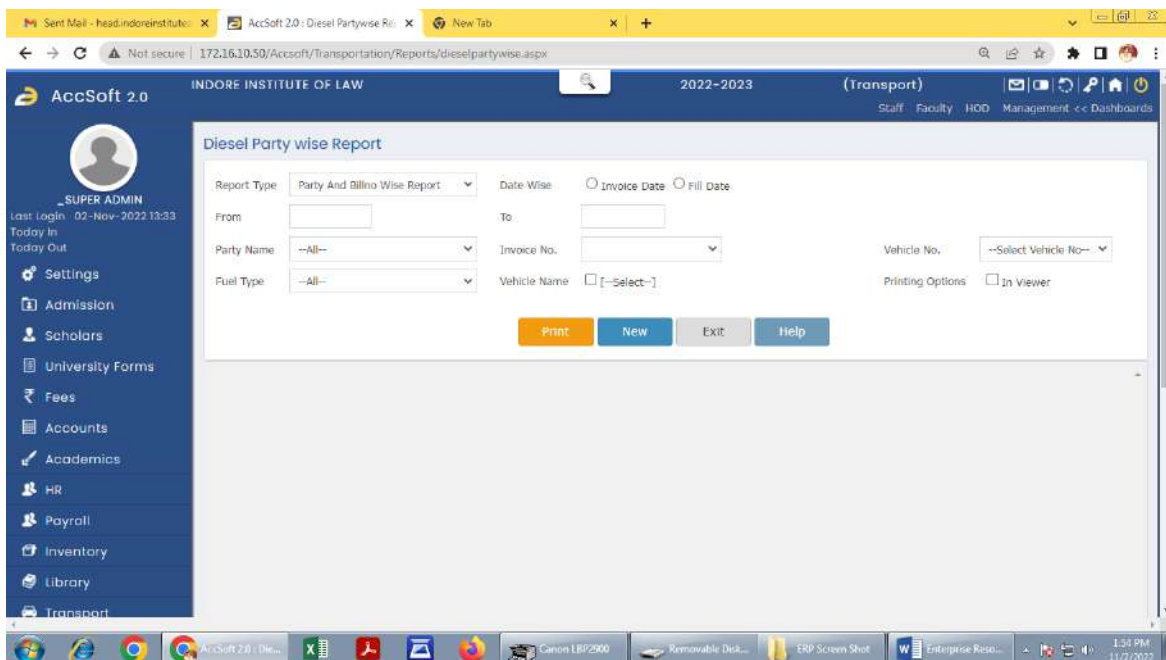 Sent Mail - head.indoreinstitute AccSoft 2.0 : Diesel Partywise Re New Tab
Not secure 172.16.10.50/Accsoft/Transportation/Reports/dieselpartywise.aspx
AccSoft 2.0 INDORE INSTITUTE OF LAW 2022-2023 (Transport)
Staff Faculty HOD Management << Dashboards
Diesel Party wise Report
Report Type Party And Billno Wise Report Date Wise Invoice Date Fill Date
_SUPER ADMIN
Last Login 02-Nov-2022 13:33
From To
Today In
Today Out
Party Name --All-- Invoice No. Vehicle No. --Select Vehicle No--
Settings
Fuel Type --All-- Vehicle Name [--Select--] Printing Options In Viewer
Admission
Print New Exit Help
Scholars
University Forms
Fees
Accounts
Academics
HR
Payroll
Inventory
Library
Transport
AccSoft 2.0 : Die... Canon LBP2900 Removable Disk... ERP Screen Shot Enterprise Reso... 1:54 PM
11/2/2022